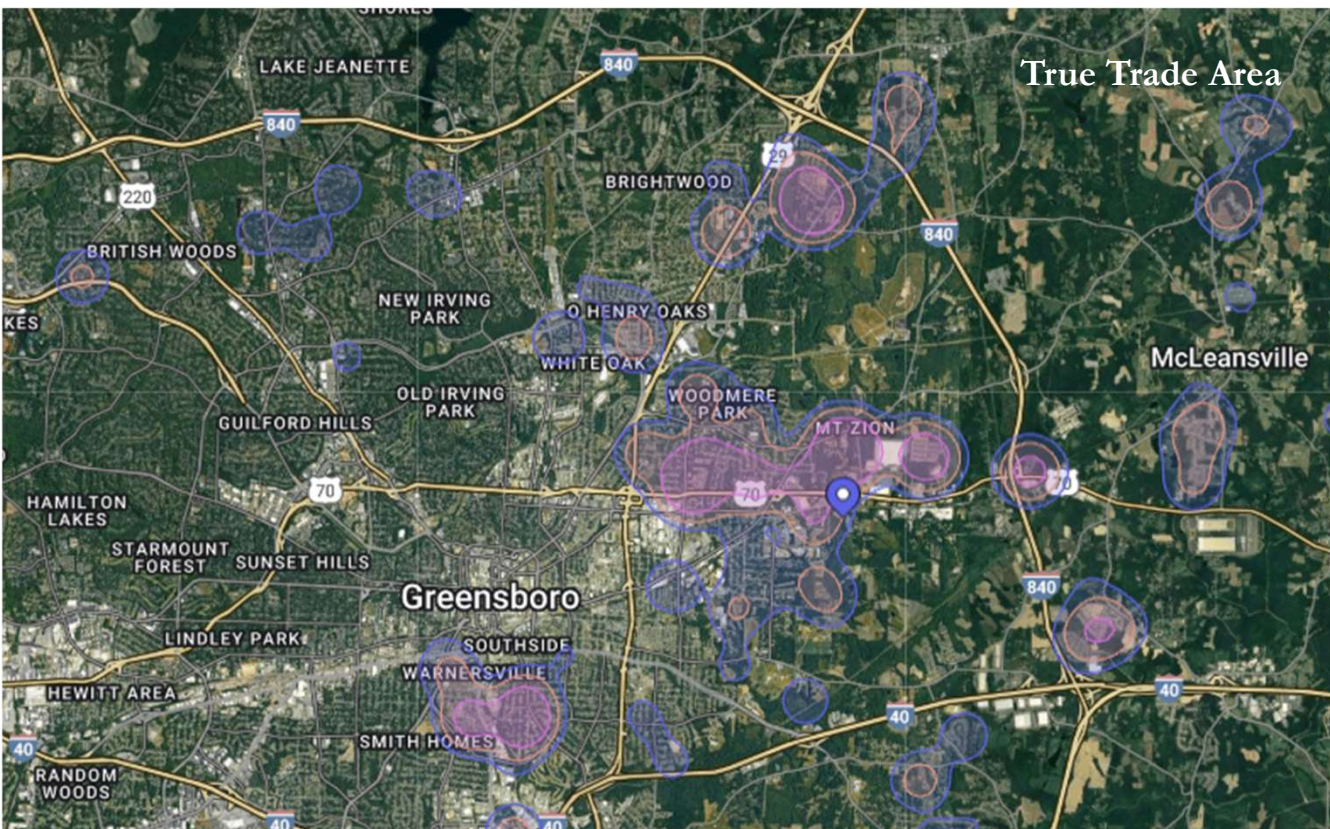 SHORES
LAKE JEANETTE
840
True Trade Area
840
29
BRIGHTWOOD
220
840
BRITISH WOODS
NEW IRVING
PARK
O HENRY OAKS
KES
WHITE OAK
McLeansville
WOODMERE
PARK
OLD IRVING
PARK
GUILFORD HILLS
MT ZION
70
70
70
HAMILTON
LAKES
STARMOUNT
FOREST
SUNSET HILLS
Greensboro
840
LINDLEY PARK
SOUTHSIDE
WARNERSVILLE
HEWITT AREA
40
40
SMITH HOMES
40
RANDOM
WOODS
40
40